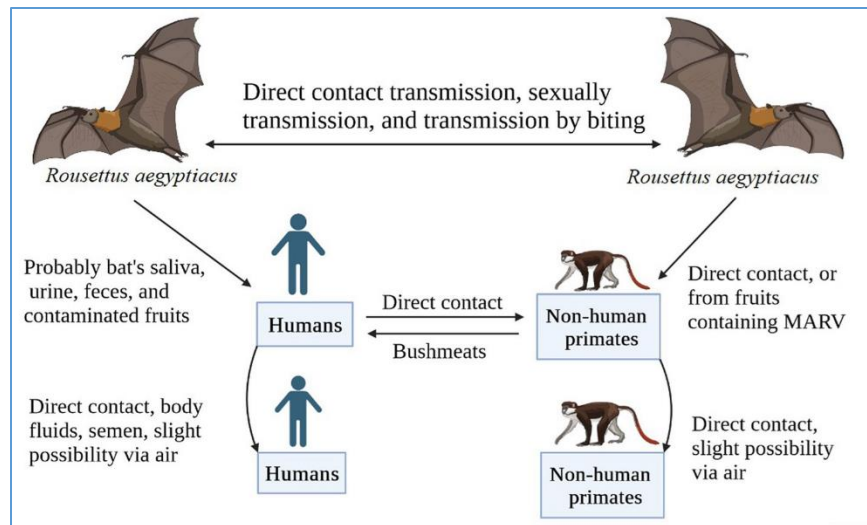 Direct contact transmission, sexually
transmission, and transmission by biting
Rousettus aegyptiacus
Rousettus aegyptiacus
Probably bat's saliva,
urine, feces, and
contaminated fruits
Humans
Direct contact
Bushmeats
Non-human
primates
Direct contact, or
from fruits
containing MARV
Direct contact, body
fluids, semen, slight
possibility via air
Humans
Non-human
primates
Direct contact,
slight possibility
via air